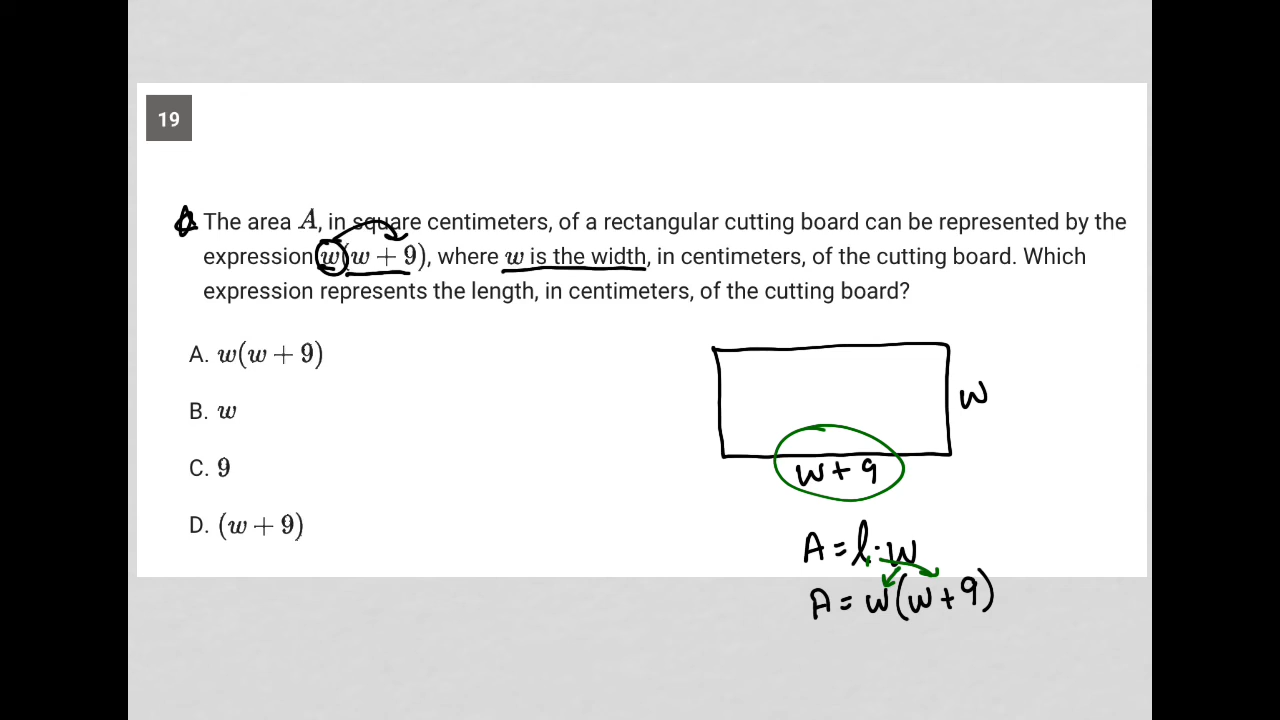 19
The area A, in square centimeters, of a rectangular cutting board can be represented by the
expression w(w + 9), where w is the width, in centimeters, of the cutting board. Which
expression represents the length, in centimeters, of the cutting board?
A. w(w + 9)
B. w
C. 9
D. (w + 9)
w
w + 9
A = l · w
A = w(w + 9)